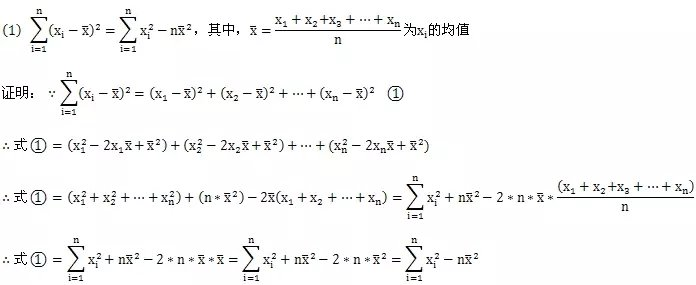 (1) $\sum_{i=1}^{n}(x_i-\bar{x})^2=\sum_{i=1}^{n}x_i^2-n\bar{x}^2$，其中，$\bar{x}=\frac{x_1+x_2+x_3+\cdots+x_n}{n}$为$x_i$的均值
证明：$\because\sum_{i=1}^{n}(x_i-\bar{x})^2=(x_1-\bar{x})^2+(x_2-\bar{x})^2+\cdots+(x_n-\bar{x})^2$ ①
∴式①$=(x_1^2-2x_1\bar{x}+\bar{x}^2)+(x_2^2-2x_2\bar{x}+\bar{x}^2)+\cdots+(x_n^2-2x_n\bar{x}+\bar{x}^2)$
∴式①$=(x_1^2+x_2^2+\cdots+x_n^2)+(n*\bar{x}^2)-2\bar{x}(x_1+x_2+\cdots+x_n)=\sum_{i=1}^{n}x_i^2+n\bar{x}^2-2*n*\bar{x}*\frac{(x_1+x_2+x_3+\cdots+x_n)}{n}$
∴式①$=\sum_{i=1}^{n}x_i^2+n\bar{x}^2-2*n*\bar{x}*\bar{x}=\sum_{i=1}^{n}x_i^2+n\bar{x}^2-2*n*\bar{x}^2=\sum_{i=1}^{n}x_i^2-n\bar{x}^2$